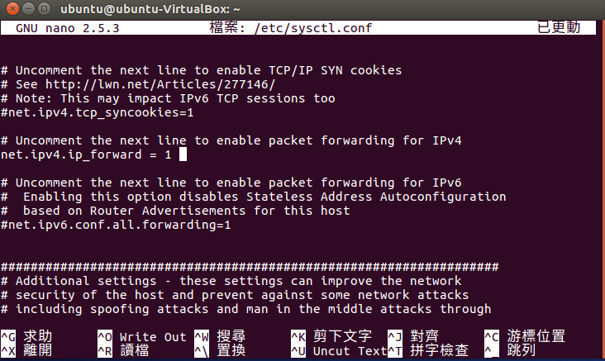 ubuntu@ubuntu-VirtualBox: ~
GNU nano 2.5.3 檔案: /etc/sysctl.conf 已更動
# Uncomment the next line to enable TCP/IP SYN cookies
# See http://lwn.net/Articles/277146/
# Note: This may impact IPv6 TCP sessions too
#net.ipv4.tcp_syncookies=1
# Uncomment the next line to enable packet forwarding for IPv4
net.ipv4.ip_forward = 1
# Uncomment the next line to enable packet forwarding for IPv6
#  Enabling this option disables Stateless Address Autoconfiguration
#  based on Router Advertisements for this host
#net.ipv6.conf.all.forwarding=1
###################################################################
# Additional settings - these settings can improve the network
# security of the host and prevent against some network attacks
# including spoofing attacks and man in the middle attacks through
^G 求助 ^O Write Out ^W 搜尋 ^K 剪下文字 ^J 對齊 ^C 游標位置
^X 離開 ^R 讀檔 ^\ 置換 ^U Uncut Text ^T 拼字檢查 ^_ 跳列